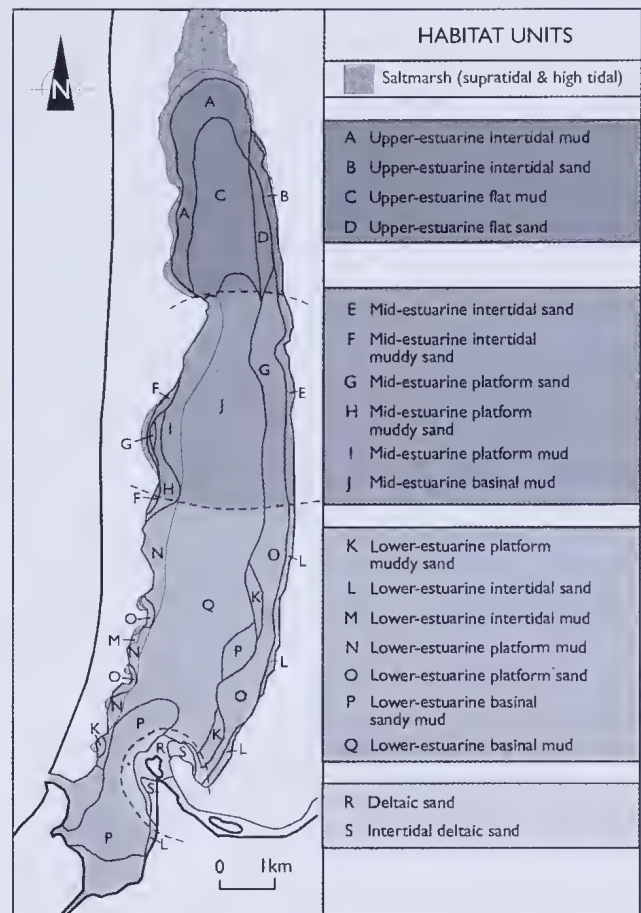 HABITAT UNITS
Saltmarsh (supratidal & high tidal)
A Upper-estuarine intertidal mud
B Upper-estuarine intertidal sand
C Upper-estuarine flat mud
D Upper-estuarine flat sand
E Mid-estuarine intertidal sand
F Mid-estuarine intertidal
muddy sand
G Mid-estuarine platform sand
H Mid-estuarine platform
muddy sand
I Mid-estuarine platform mud
J Mid-estuarine basinal mud
K Lower-estuarine platform
muddy sand
L Lower-estuarine intertidal sand
M Lower-estuarine intertidal mud
N Lower-estuarine platform mud
O Lower-estuarine platform sand
P Lower-estuarine basinal
sandy mud
Q Lower-estuarine basinal mud
R Deltaic sand
S Intertidal deltaic sand
N
A
C
B
A
D
G
F
E
J
I
G
H
F
N
O
L
Q
K
O
M
N
P
O
L
N
O
P
K
K
R
S
L
S
P
L
0 1km